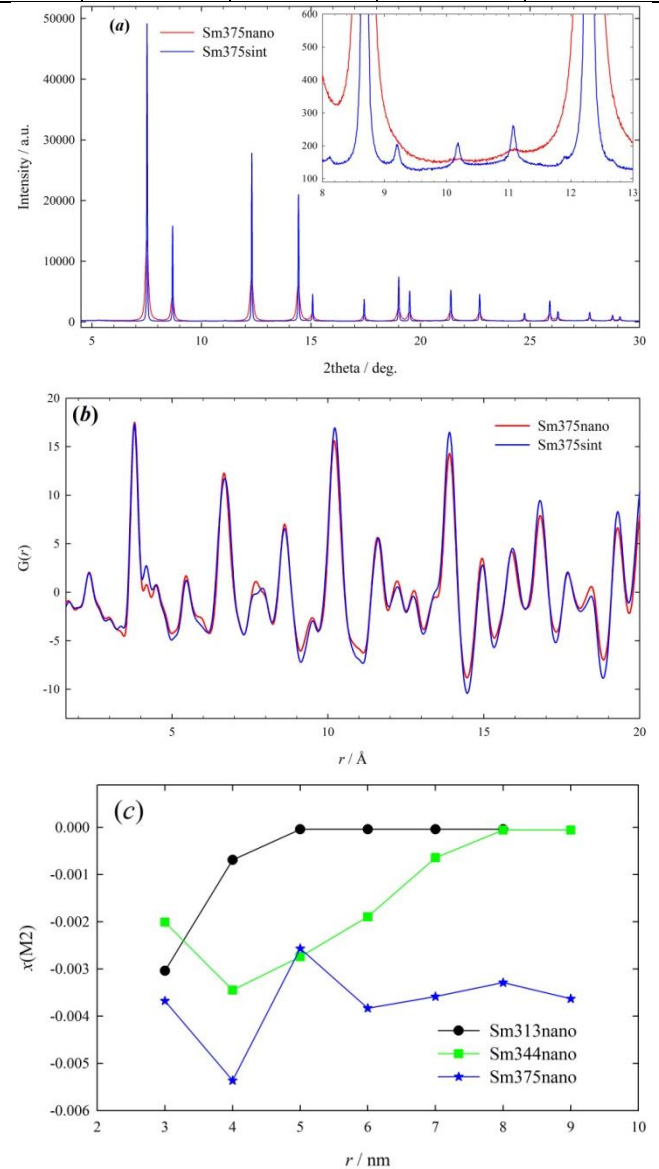 (a)
Sm375nano
Sm375sint
Intensity / a.u.
50000
40000
30000
20000
10000
0
5 10 15 20 25 30
2theta / deg.
600
500
400
300
200
100
8 9 10 11 12 13
(b)
Sm375nano
Sm375sint
G(r)
20
15
10
5
0
-5
-10
5 10 15 20
r / Å
(c)
x(M2)
0.000
-0.001
-0.002
-0.003
-0.004
-0.005
-0.006
Sm313nano
Sm344nano
Sm375nano
2 3 4 5 6 7 8 9 10
r / nm